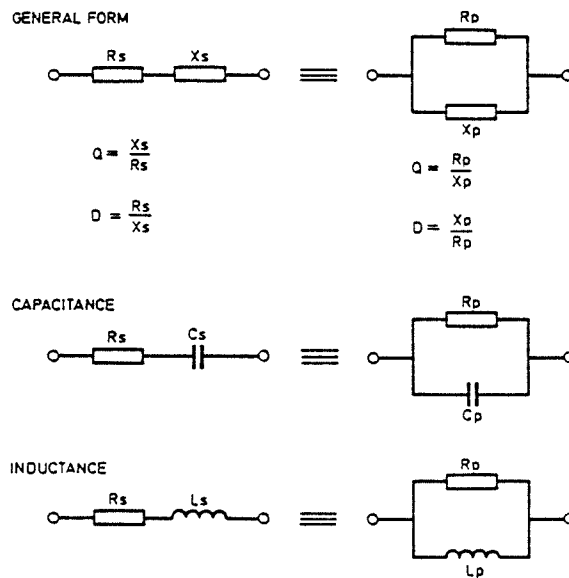 GENERAL FORM
Rs Xs Rp
Xp
Q = Xs/Rs Q = Rp/Xp
D = Rs/Xs D = Xp/Rp
CAPACITANCE
Rs Cs Rp
Cp
INDUCTANCE
Rs Ls Rp
Lp